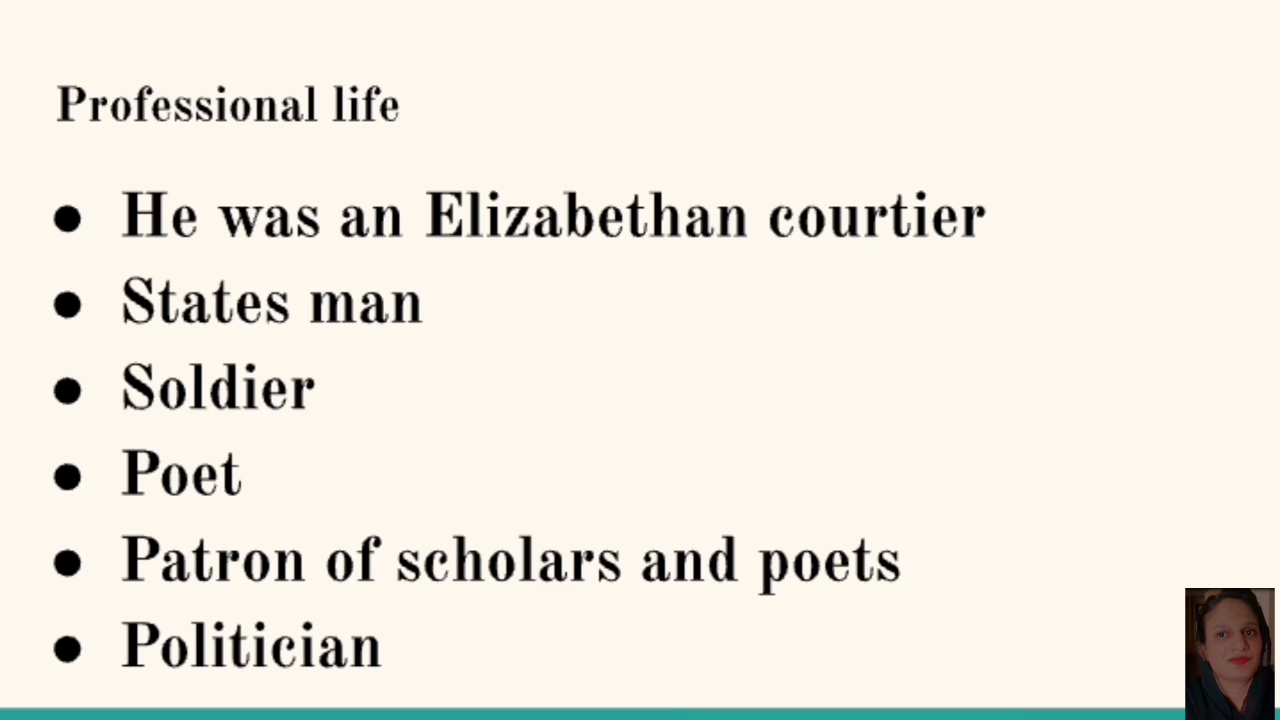 Professional life
● He was an Elizabethan courtier
● States man
● Soldier
● Poet
● Patron of scholars and poets
● Politician